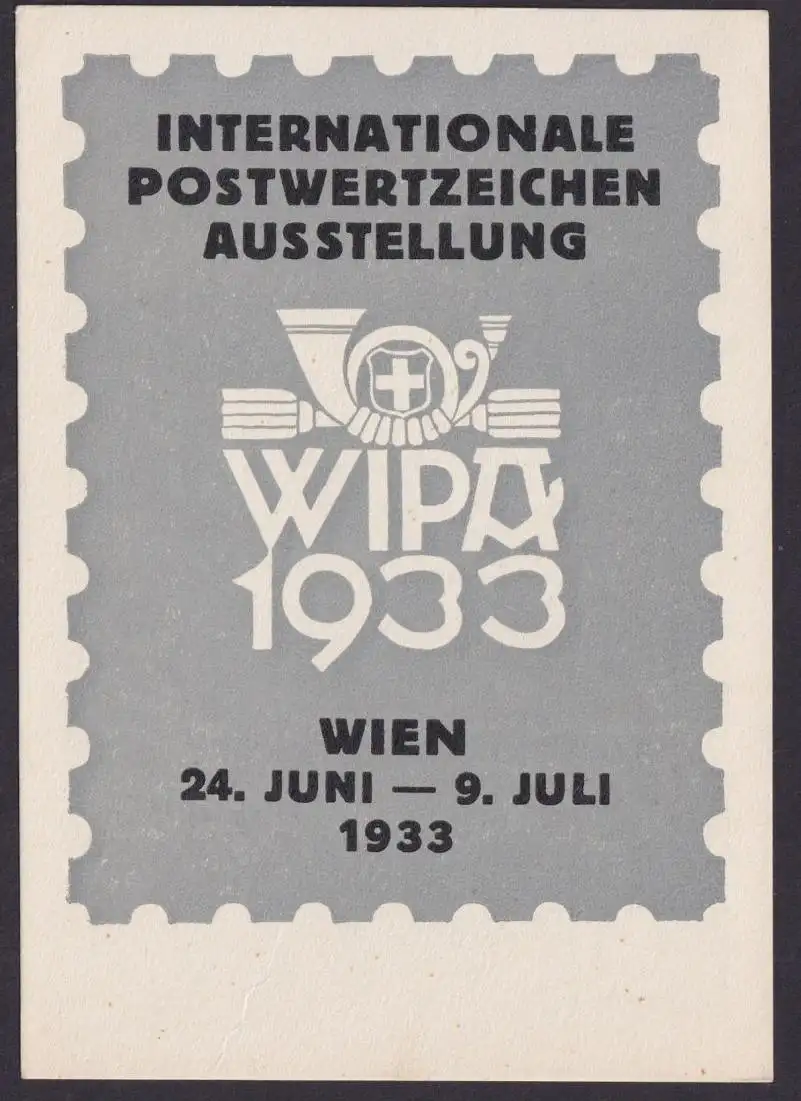 INTERNATIONALE
POSTWERTZEICHEN
AUSSTELLUNG
WIPA
1933
WIEN
24. JUNI — 9. JULI
1933